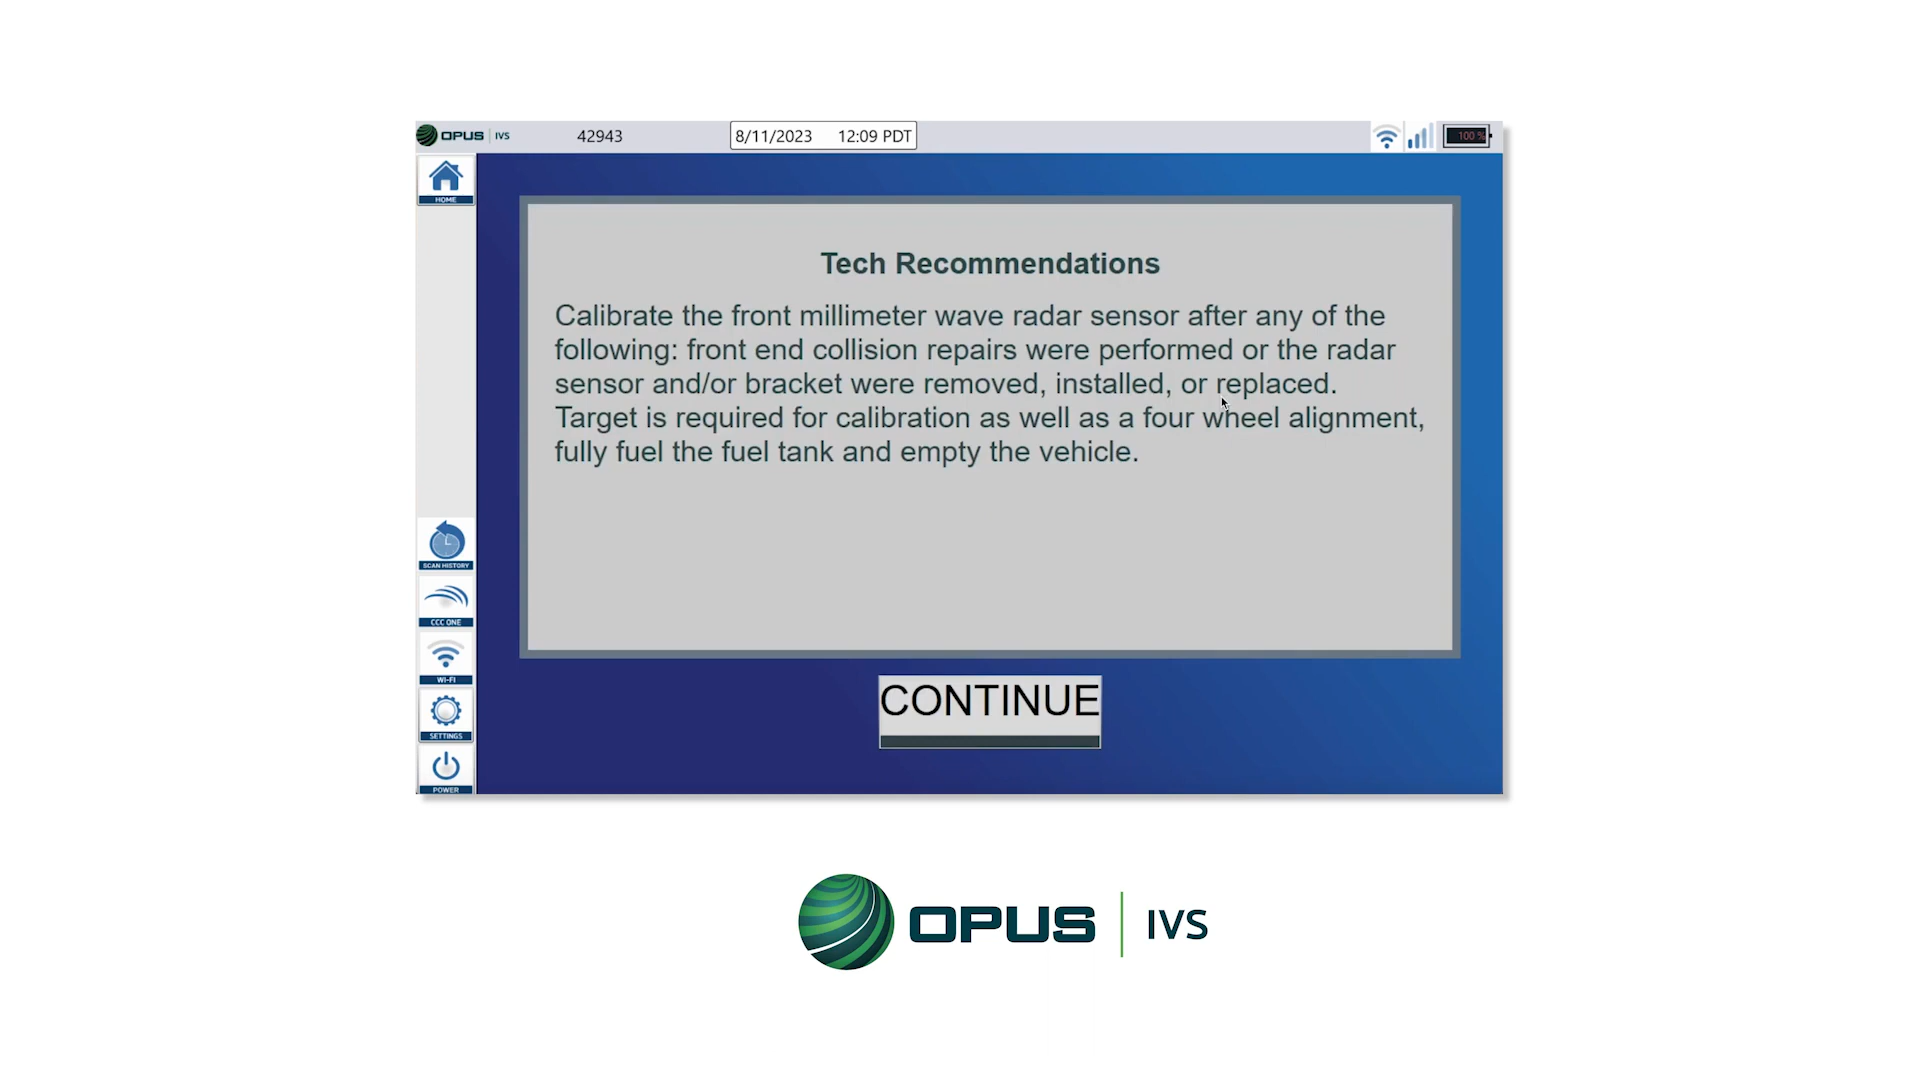 OPUS IVS 42943 8/11/2023 12:09 PDT 100 %
HOME
Tech Recommendations
Calibrate the front millimeter wave radar sensor after any of the
following: front end collision repairs were performed or the radar
sensor and/or bracket were removed, installed, or replaced.
Target is required for calibration as well as a four wheel alignment,
fully fuel the fuel tank and empty the vehicle.
SCAN HISTORY
CCC ONE
WI-FI
SETTINGS
POWER
CONTINUE
OPUS IVS